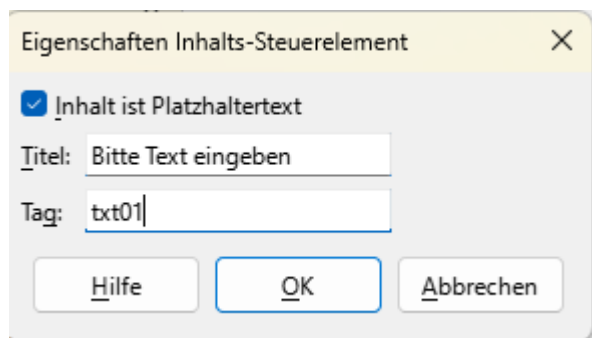 Eigenschaften Inhalts-Steuerelement
Inhalt ist Platzhaltertext
Titel: Bitte Text eingeben
Tag: txt01
Hilfe OK Abbrechen